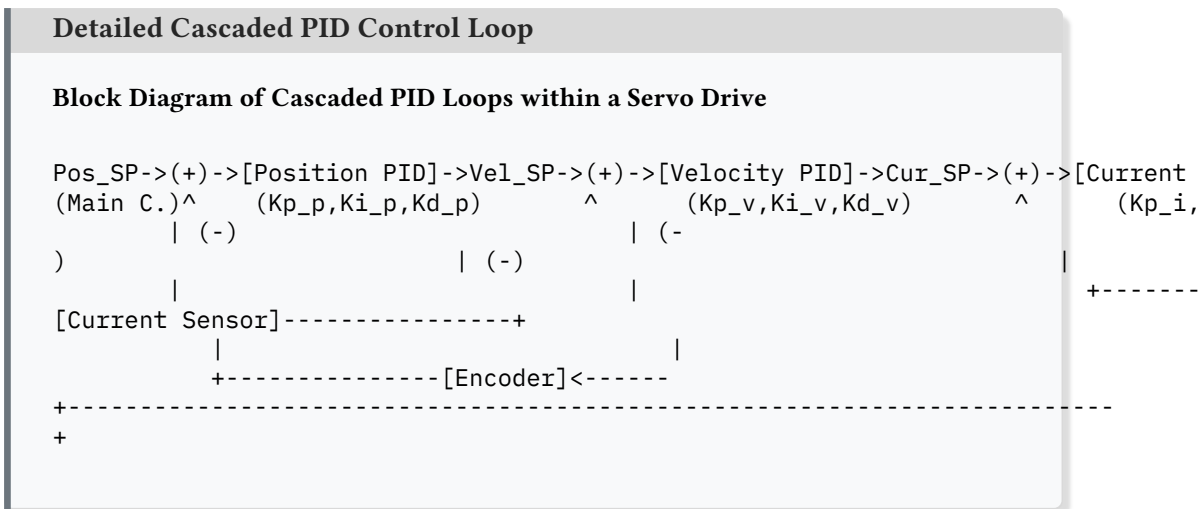 Detailed Cascaded PID Control Loop
Block Diagram of Cascaded PID Loops within a Servo Drive
Pos_SP->(+)->[Position PID]->Vel_SP->(+)->[Velocity PID]->Cur_SP->(+)->[Current
(Main C.)^    (Kp_p,Ki_p,Kd_p)       ^      (Kp_v,Ki_v,Kd_v)       ^      (Kp_i,
        | (-)                           | (-
)                           | (-)                                     |
        |                               |                               +-------
[Current Sensor]----------------+
           |                               |
           +---------------[Encoder]<------
+-------------------------------------------------------------------------
+